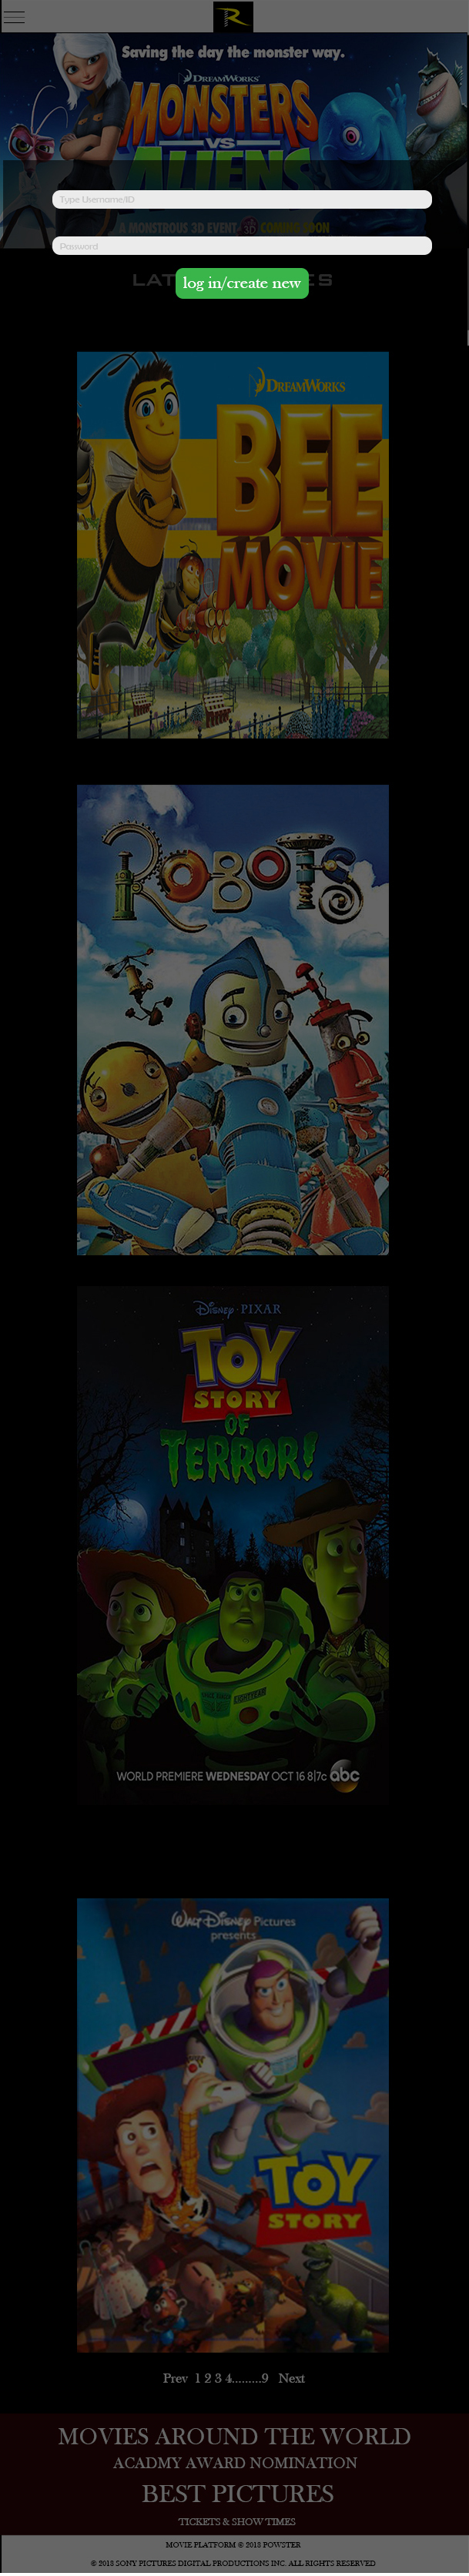 R
Saving the day the monster way.
DREAMWORKS
MONSTERS
VS
ALIENS
Type Username/ID
A MONSTROUS 3D EVENT COMING SOON
Password
LAT ES
log in/create new
DREAMWORKS
BEE
MOVIE
ROBOTS
DISNEY · PIXAR
TOY
STORY
OF
TERROR!
LIGHTYEAR
WORLD PREMIERE WEDNESDAY OCT 16 8|7c abc
Walt Disney Pictures
presents
TOY
STORY
Prev 1 2 3 4.........9 Next
MOVIES AROUND THE WORLD
ACADMY AWARD NOMINATION
BEST PICTURES
TICKETS & SHOW TIMES
MOVIE PLATFORM © 2018 POWSTER
© 2018 SONY PICTURES DIGITAL PRODUCTIONS INC. ALL RIGHTS RESERVED